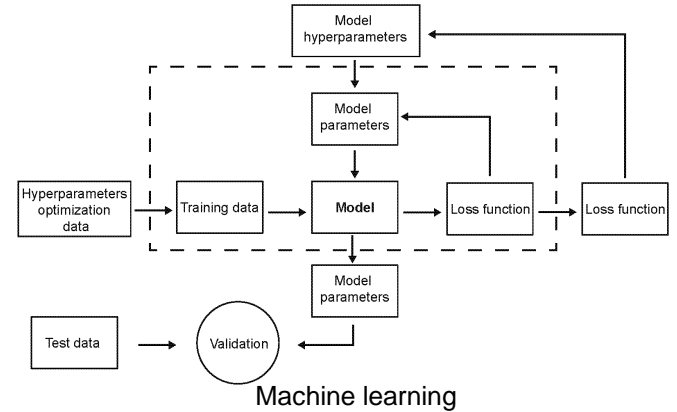 Model
hyperparameters
Model
parameters
Hyperparameters
optimization
data
Training data
Model
Loss function
Loss function
Model
parameters
Test data
Validation
Machine learning